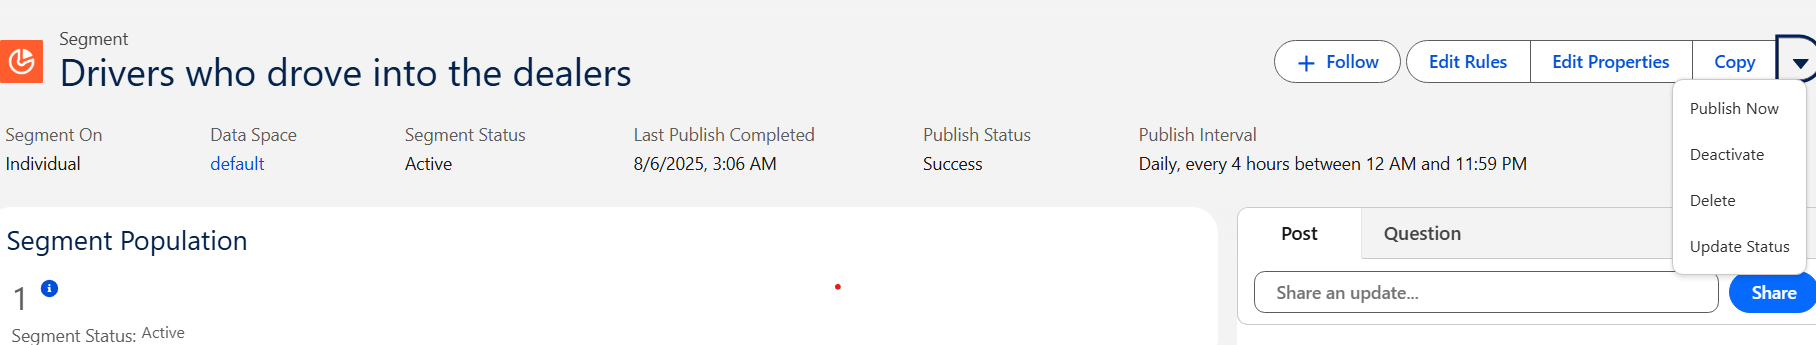 Segment
Drivers who drove into the dealers
+ Follow
Edit Rules
Edit Properties
Copy
Publish Now
Deactivate
Delete
Update Status
Segment On
Individual
Data Space
default
Segment Status
Active
Last Publish Completed
8/6/2025, 3:06 AM
Publish Status
Success
Publish Interval
Daily, every 4 hours between 12 AM and 11:59 PM
Segment Population
1
Segment Status: Active
Post
Question
Share an update...
Share